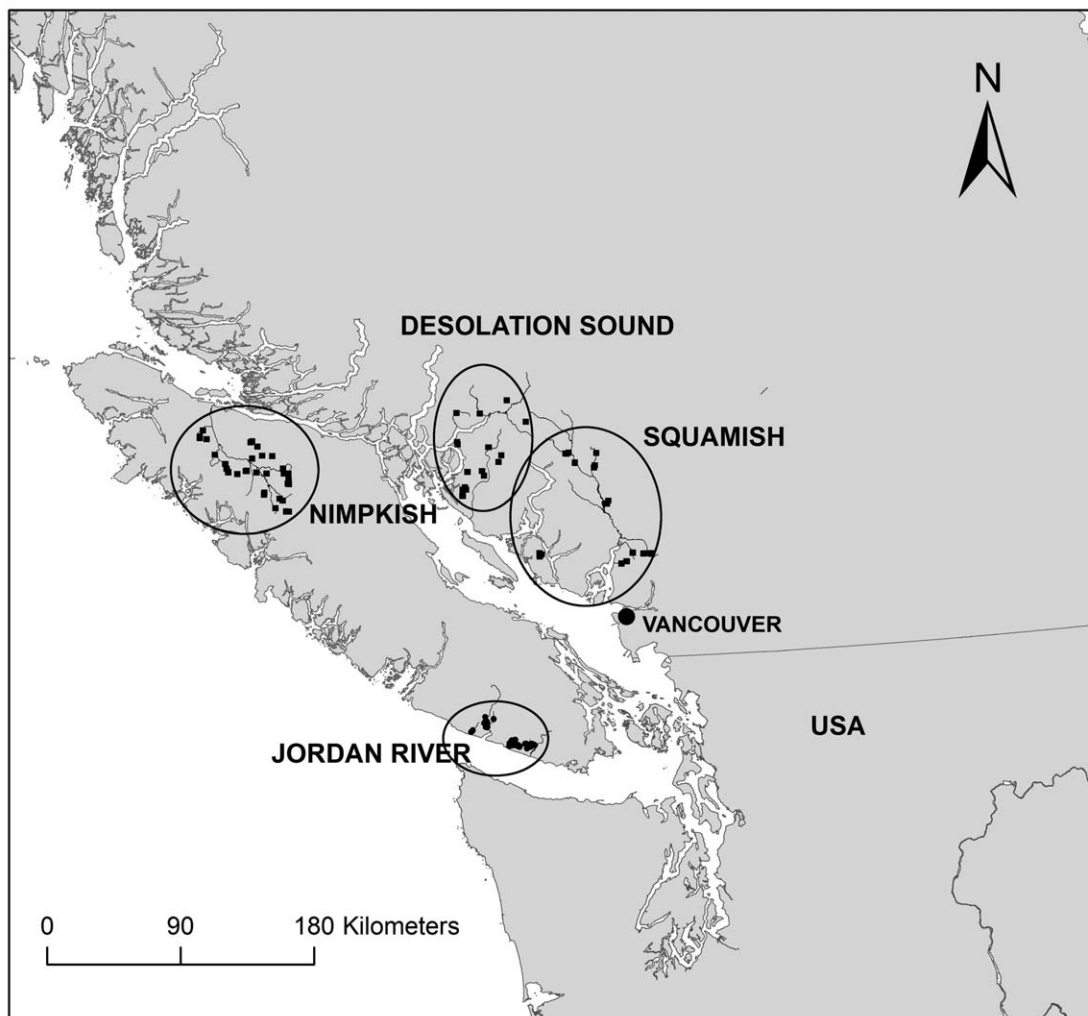 N
DESOLATION SOUND
SQUAMISH
NIMPKISH
VANCOUVER
USA
JORDAN RIVER
0 90 180 Kilometers